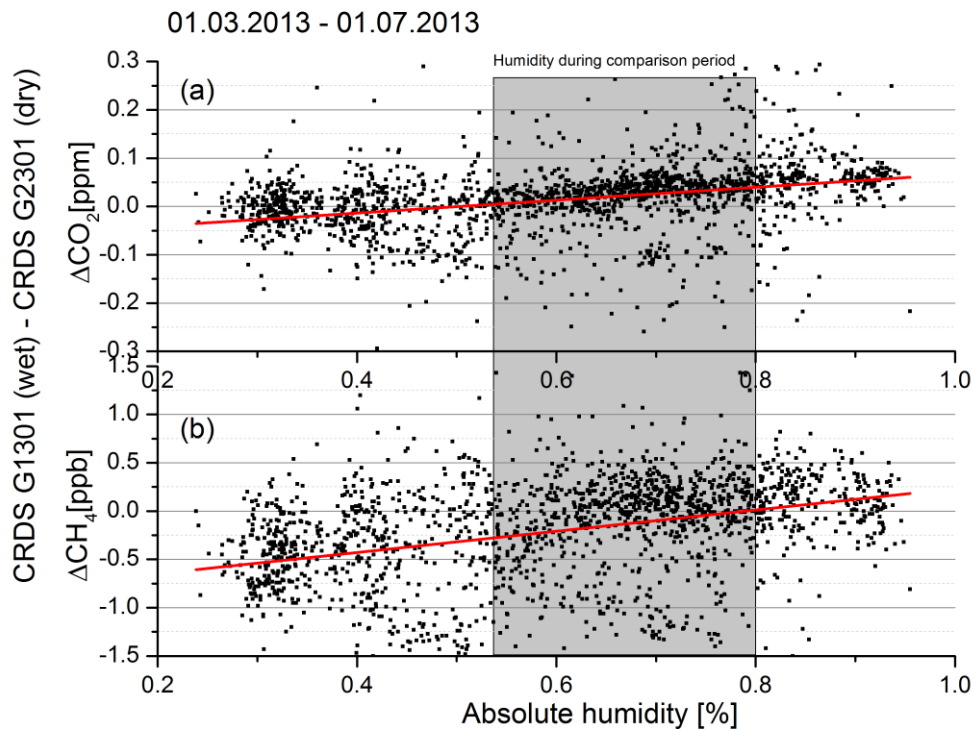 01.03.2013 - 01.07.2013
Humidity during comparison period
CRDS G1301 (wet) - CRDS G2301 (dry)
(a)
ΔCO₂[ppm]
0.3
0.2
0.1
0.0
-0.1
-0.2
-0.3
0.2 0.4 0.6 0.8 1.0
(b)
ΔCH₄[ppb]
1.5
1.0
0.5
0.0
-0.5
-1.0
-1.5
0.2 0.4 0.6 0.8 1.0
Absolute humidity [%]